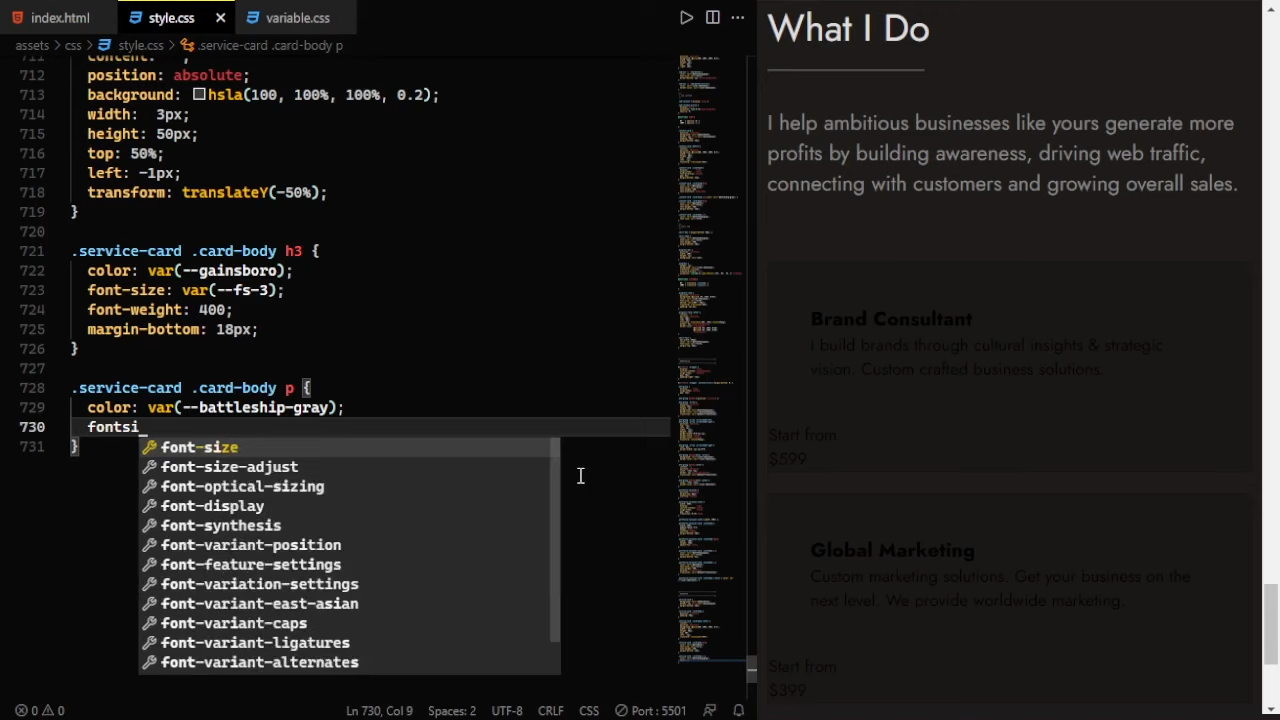 index.html
style.css
variable.css
assets > css > style.css > .service-card .card-body p
712 position: absolute;
713 background: hsla(100, 100%, 100%, 0.2);
714 width:  3px;
715 height: 50px;
716 top: 50%;
717 left: -1px;
718 transform: translateY(-50%);
719 }
720
721 .service-card .card-body h3 {
722 color: var(--gainsboro);
723 font-size: var(--fs-3);
724 font-weight: 400;
725 margin-bottom: 18px;
726 }
727
728 .service-card .card-body p {
729 color: var(--battleship-gray);
730 fontsi
731 }
font-size
font-size-adjust
font-optical-sizing
font-display
font-synthesis
font-variant-position
font-feature-settings
font-variation-settings
font-variant-east-asian
font-variant-caps
font-variant-ligatures
font-variant-alternates
0 0
Ln 730, Col 9
Spaces: 2
UTF-8
CRLF
CSS
Port : 5501
What I Do
I help ambitious businesses like yours generate more
profits by building awareness, driving web traffic,
connecting with customers and growing overall sales.
Brand Consultant
i build brands through cultural insights & strategic
vision. Custom crafted business solutions.
Start from
$599
Global Marketing
Custom marketing solutions. Get your business on the
next level. We provide worldwide marketing.
Start from
$399